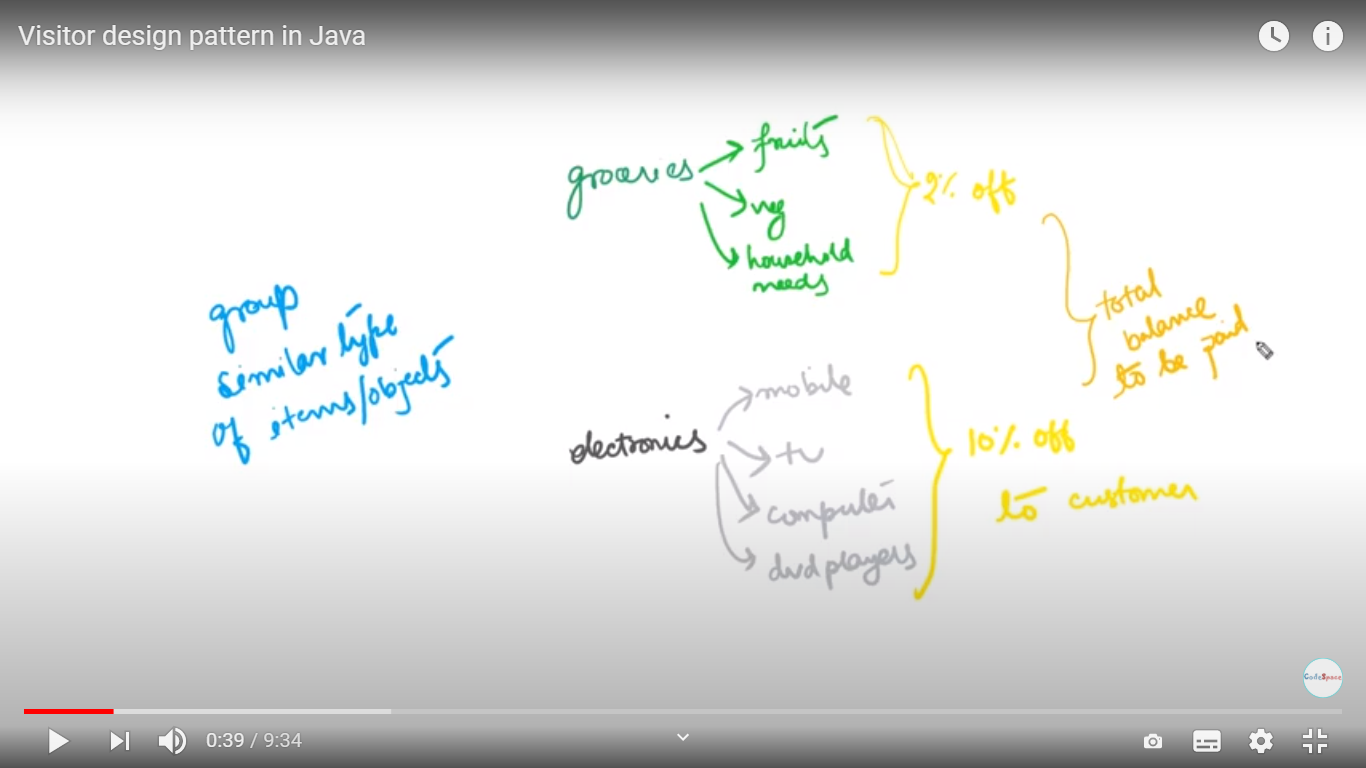 Visitor design pattern in Java
groceries
fruits
veg
household
needs
2% off
group
similar type
of items/objects
total
balance
to be paid
electronics
mobile
tv
computer
dvd players
10% off
to customer
CodeSpace
0:39 / 9:34